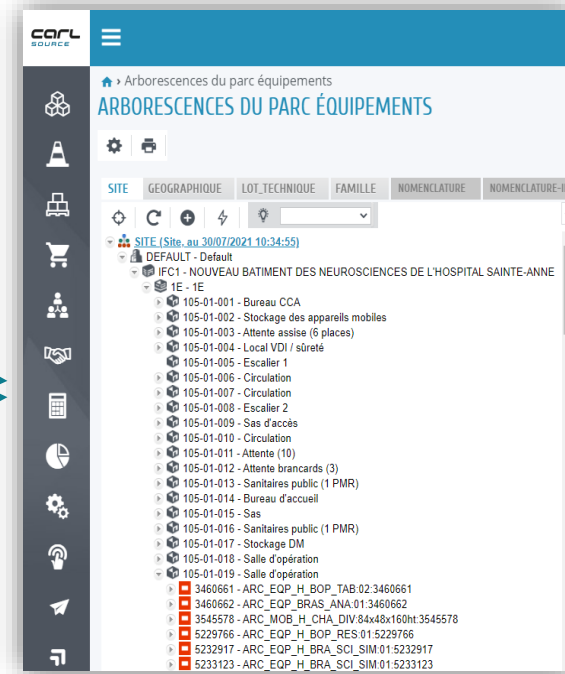 CARL
SOURCE
Arborescences du parc équipements
ARBORESCENCES DU PARC ÉQUIPEMENTS
SITE GEOGRAPHIQUE LOT_TECHNIQUE FAMILLE NOMENCLATURE NOMENCLATURE-I
SITE (Site, au 30/07/2021 10:34:55)
DEFAULT - Default
IFC1 - NOUVEAU BATIMENT DES NEUROSCIENCES DE L'HOSPITAL SAINTE-ANNE
1E - 1E
105-01-001 - Bureau CCA
105-01-002 - Stockage des appareils mobiles
105-01-003 - Attente assise (6 places)
105-01-004 - Local VDI / sûreté
105-01-005 - Escalier 1
105-01-006 - Circulation
105-01-007 - Circulation
105-01-008 - Escalier 2
105-01-009 - Sas d'accès
105-01-010 - Circulation
105-01-011 - Attente (10)
105-01-012 - Attente brancards (3)
105-01-013 - Sanitaires public (1 PMR)
105-01-014 - Bureau d'accueil
105-01-015 - Sas
105-01-016 - Sanitaires public (1 PMR)
105-01-017 - Stockage DM
105-01-018 - Salle d'opération
105-01-019 - Salle d'opération
3460661 - ARC_EQP_H_BOP_TAB:02:3460661
3460662 - ARC_EQP_BRAS_ANA:01:3460662
3545578 - ARC_MOB_H_CHA_DIV:84x48x160ht:3545578
5229766 - ARC_EQP_H_BOP_RES:01:5229766
5232917 - ARC_EQP_H_BRA_SCI_SIM:01:5232917
5233123 - ARC_EQP_H_BRA_SCI_SIM:01:5233123